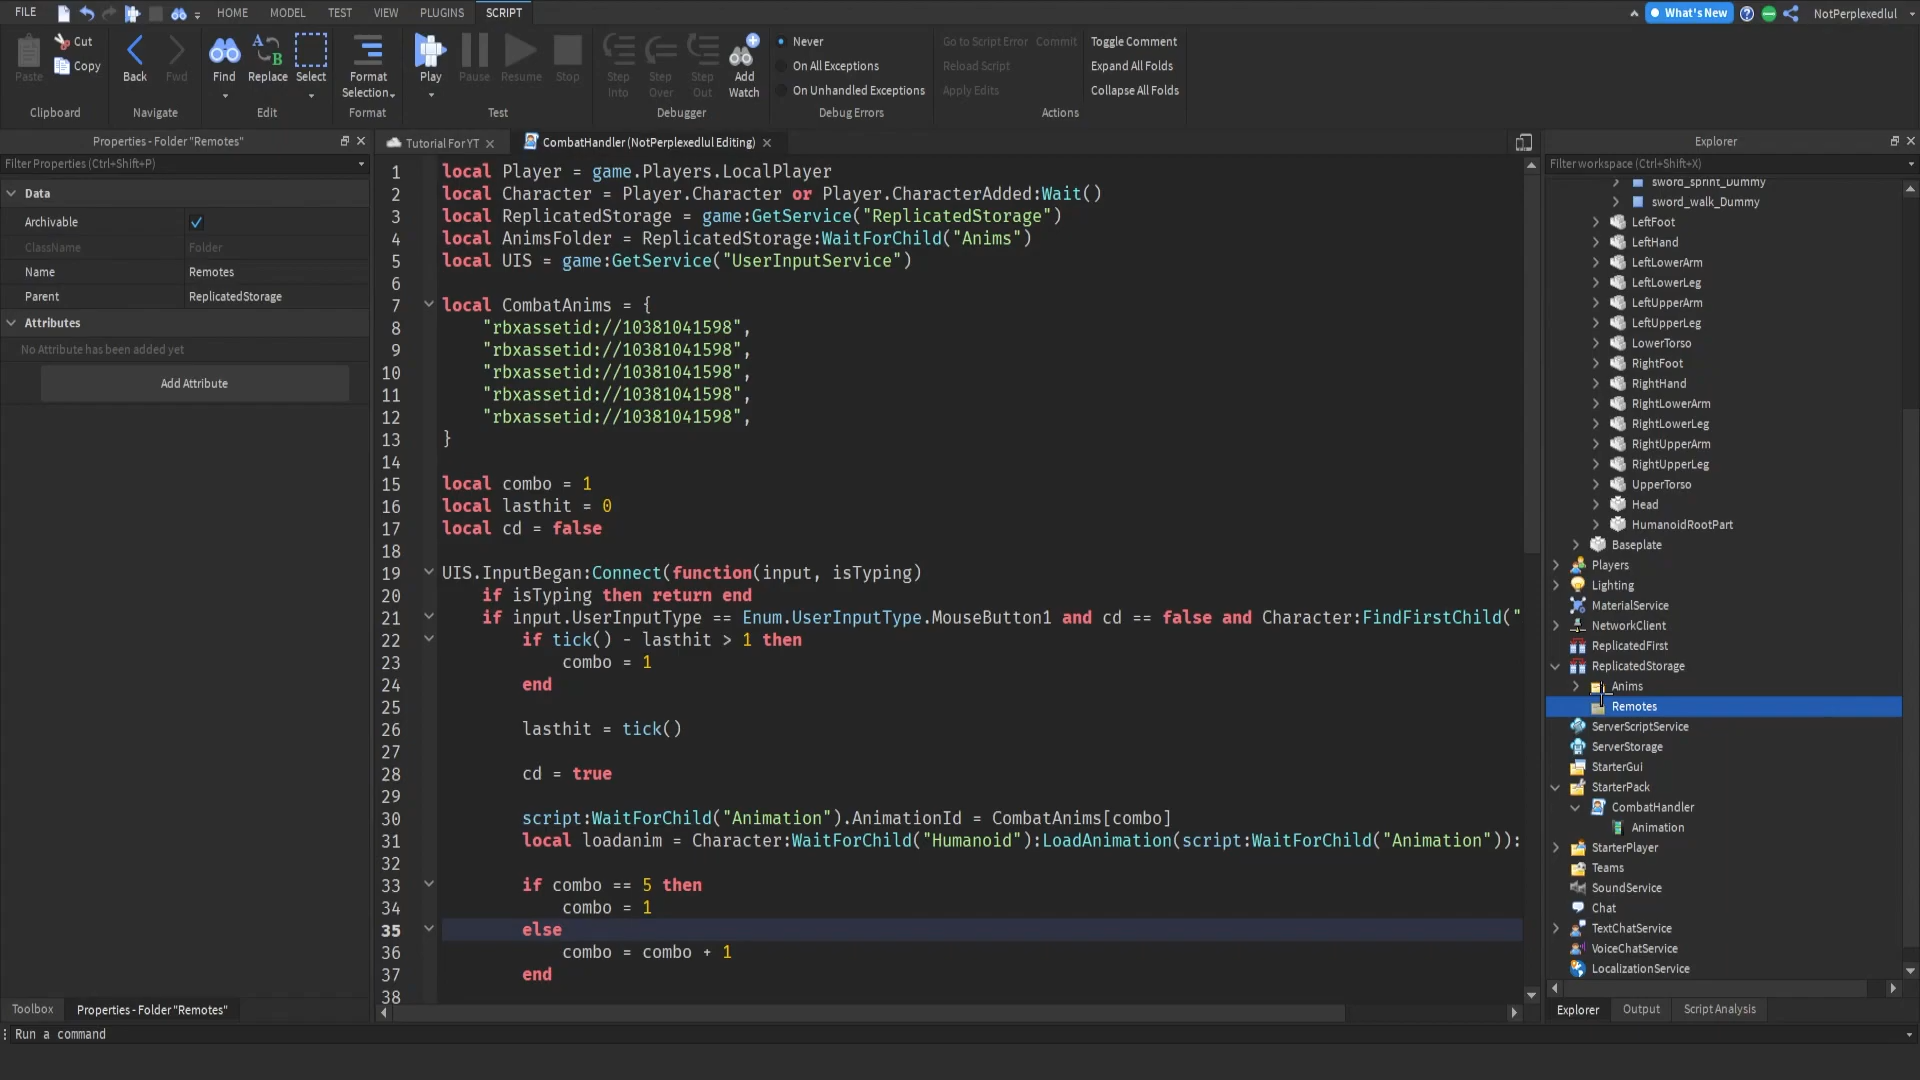 FILE
HOME
MODEL
TEST
VIEW
PLUGINS
SCRIPT
What's New
NotPerplexedlul
Paste
Cut
Copy
Clipboard
Back
Fwd
Navigate
Find
Replace
Select
Edit
Format
Selection
Format
Play
Pause
Resume
Stop
Test
Step
Into
Step
Over
Step
Out
Add
Watch
Debugger
Never
On All Exceptions
On Unhandled Exceptions
Debug Errors
Go to Script Error
Commit
Reload Script
Apply Edits
Toggle Comment
Expand All Folds
Collapse All Folds
Actions
Properties - Folder "Remotes"
Filter Properties (Ctrl+Shift+P)
Data
Archivable
ClassName Folder
Name Remotes
Parent ReplicatedStorage
Attributes
No Attribute has been added yet
Add Attribute
Tutorial For YT
CombatHandler (NotPerplexedlul Editing)
1 local Player = game.Players.LocalPlayer
2 local Character = Player.Character or Player.CharacterAdded:Wait()
3 local ReplicatedStorage = game:GetService("ReplicatedStorage")
4 local AnimsFolder = ReplicatedStorage:WaitForChild("Anims")
5 local UIS = game:GetService("UserInputService")
6
7 local CombatAnims = {
8 "rbxassetid://10381041598",
9 "rbxassetid://10381041598",
10 "rbxassetid://10381041598",
11 "rbxassetid://10381041598",
12 "rbxassetid://10381041598",
13 }
14
15 local combo = 1
16 local lasthit = 0
17 local cd = false
18
19 UIS.InputBegan:Connect(function(input, isTyping)
20 if isTyping then return end
21 if input.UserInputType == Enum.UserInputType.MouseButton1 and cd == false and Character:FindFirstChild("
22 if tick() - lasthit > 1 then
23 combo = 1
24 end
25
26 lasthit = tick()
27
28 cd = true
29
30 script:WaitForChild("Animation").AnimationId = CombatAnims[combo]
31 local loadanim = Character:WaitForChild("Humanoid"):LoadAnimation(script:WaitForChild("Animation")):
32
33 if combo == 5 then
34 combo = 1
35 else
36 combo = combo + 1
37 end
38
Explorer
Filter workspace (Ctrl+Shift+X)
sword_sprint_Dummy
sword_walk_Dummy
LeftFoot
LeftHand
LeftLowerArm
LeftLowerLeg
LeftUpperArm
LeftUpperLeg
LowerTorso
RightFoot
RightHand
RightLowerArm
RightLowerLeg
RightUpperArm
RightUpperLeg
UpperTorso
Head
HumanoidRootPart
Baseplate
Players
Lighting
MaterialService
NetworkClient
ReplicatedFirst
ReplicatedStorage
Anims
Remotes
ServerScriptService
ServerStorage
StarterGui
StarterPack
CombatHandler
Animation
StarterPlayer
Teams
SoundService
Chat
TextChatService
VoiceChatService
LocalizationService
Toolbox
Properties - Folder "Remotes"
Explorer
Output
Script Analysis
Run a command